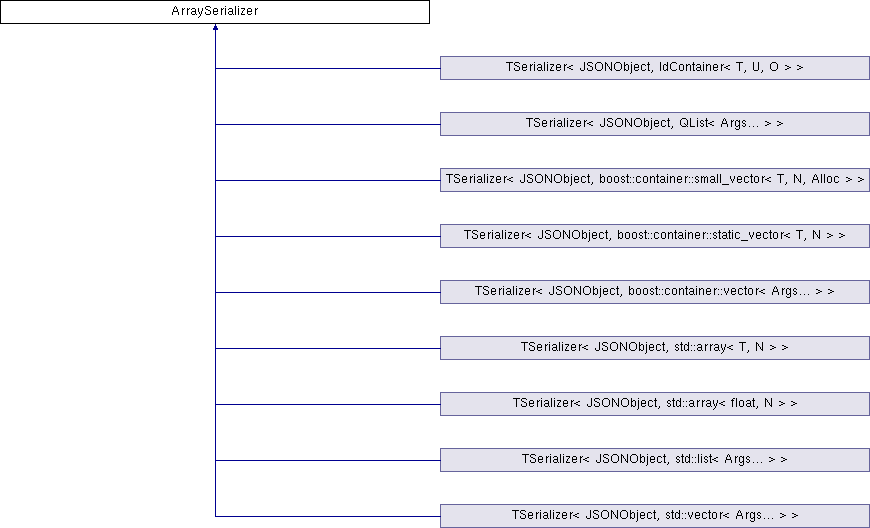 ArraySerializer
TSerializer< JSONObject, IdContainer< T, U, O > >
TSerializer< JSONObject, QList< Args... > >
TSerializer< JSONObject, boost::container::small_vector< T, N, Alloc > >
TSerializer< JSONObject, boost::container::static_vector< T, N > >
TSerializer< JSONObject, boost::container::vector< Args... > >
TSerializer< JSONObject, std::array< T, N > >
TSerializer< JSONObject, std::array< float, N > >
TSerializer< JSONObject, std::list< Args... > >
TSerializer< JSONObject, std::vector< Args... > >